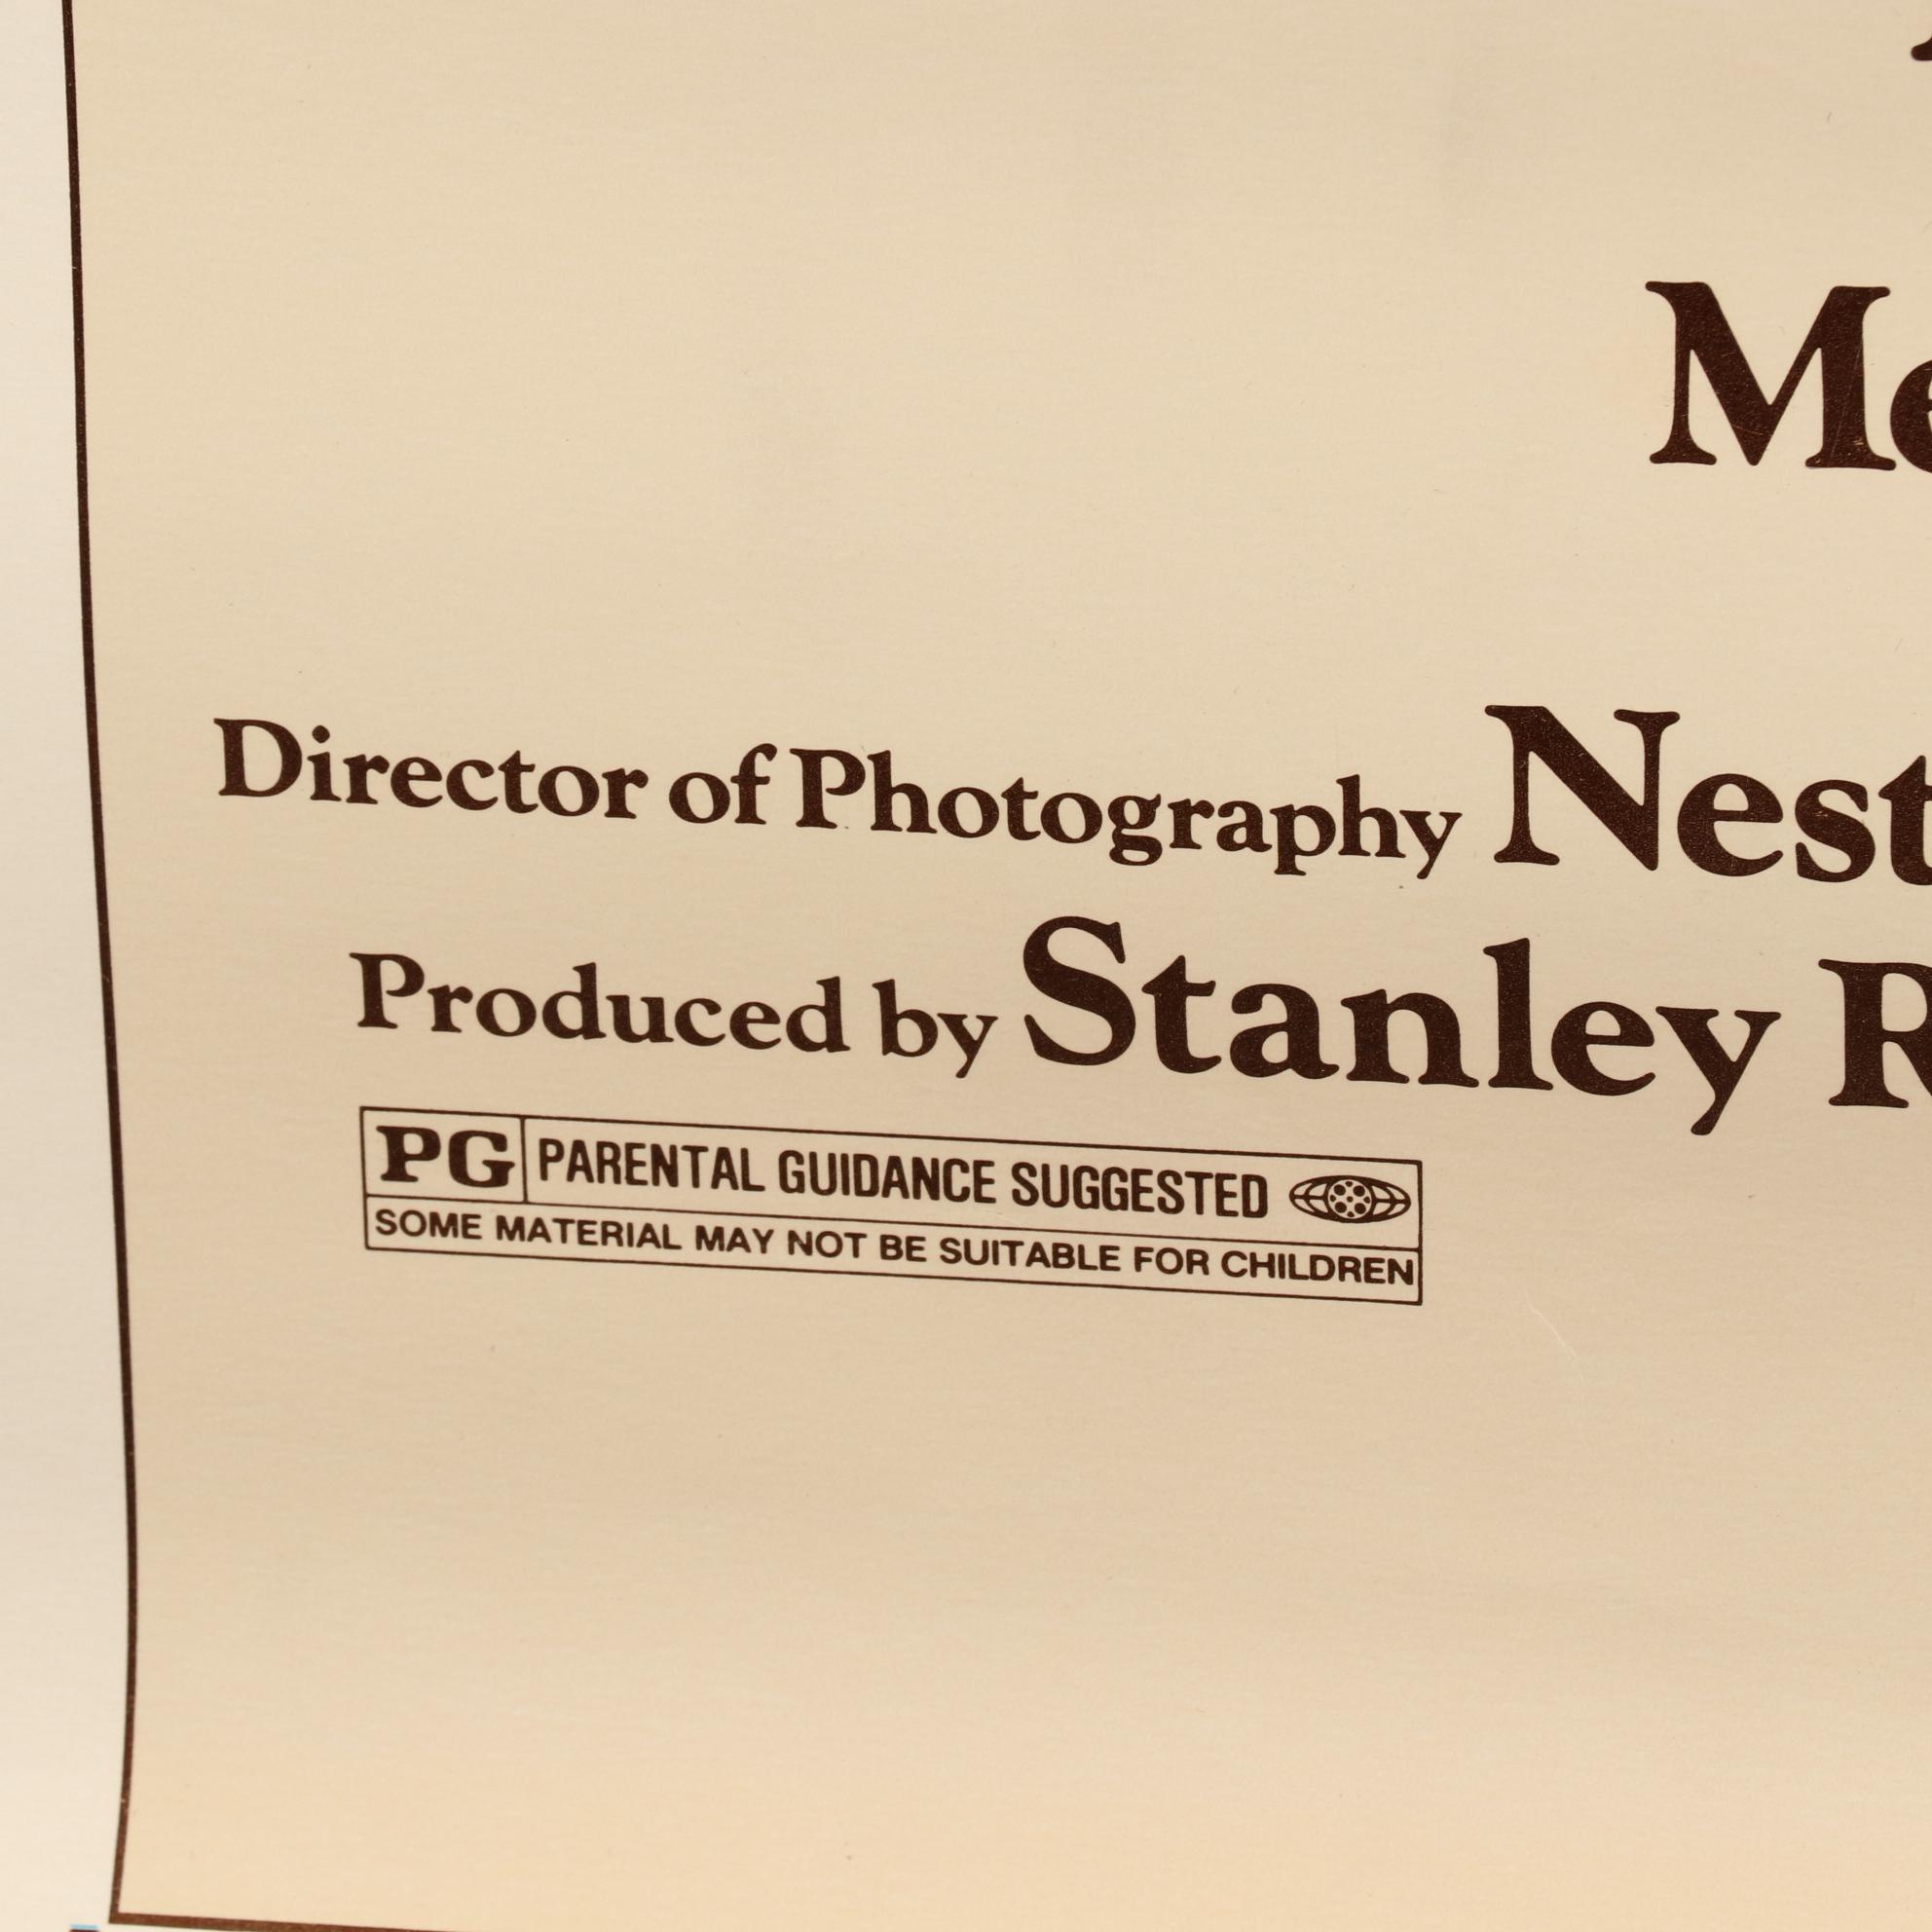 Me
Director of Photography Nest
Produced by Stanley R
PG PARENTAL GUIDANCE SUGGESTED
SOME MATERIAL MAY NOT BE SUITABLE FOR CHILDREN